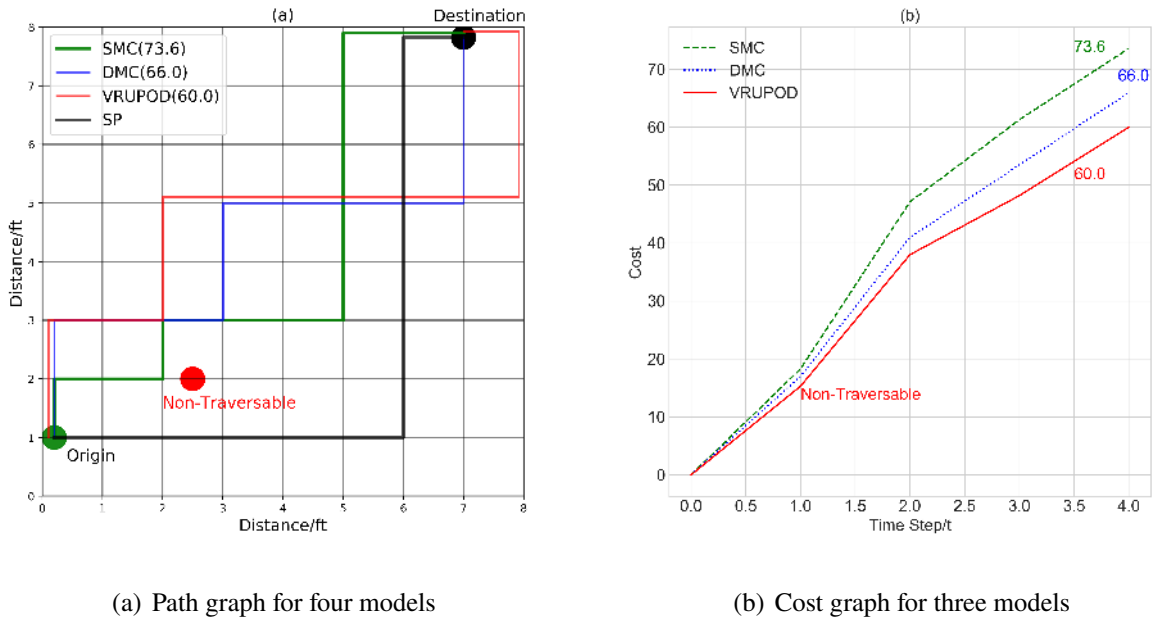 (a)
Destination
8
7
6
5
4
3
2
1
0
Distance/ft
SMC(73.6)
DMC(66.0)
VRUPOD(60.0)
SP
Non-Traversable
Origin
0 1 2 3 4 5 6 7 8
Distance/ft
(b)
70
60
50
40
30
20
10
0
Cost
SMC
DMC
VRUPOD
73.6
66.0
60.0
Non-Traversable
0.0 0.5 1.0 1.5 2.0 2.5 3.0 3.5 4.0
Time Step/t
(a) Path graph for four models
(b) Cost graph for three models